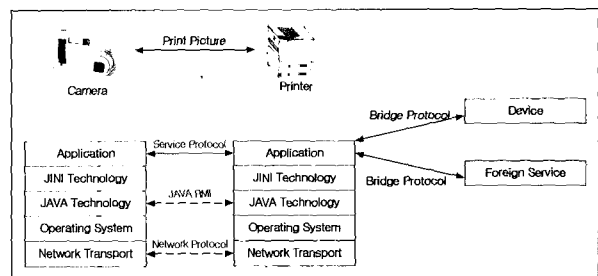 Print Picture
Camera
Printer
Bridge Protocol
Device
Service Protocol
Application
Application
JINI Technology
JINI Technology
Bridge Protocol
Foreign Service
JAVA Technology
JAVA RMI
JAVA Technology
Operating System
Operating System
Network Protocol
Network Transport
Network Transport